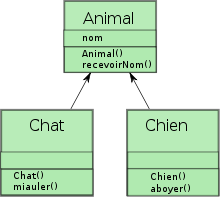 Animal
nom
Animal()
recevoirNom()
Chat
Chat()
miauler()
Chien
Chien()
aboyer()